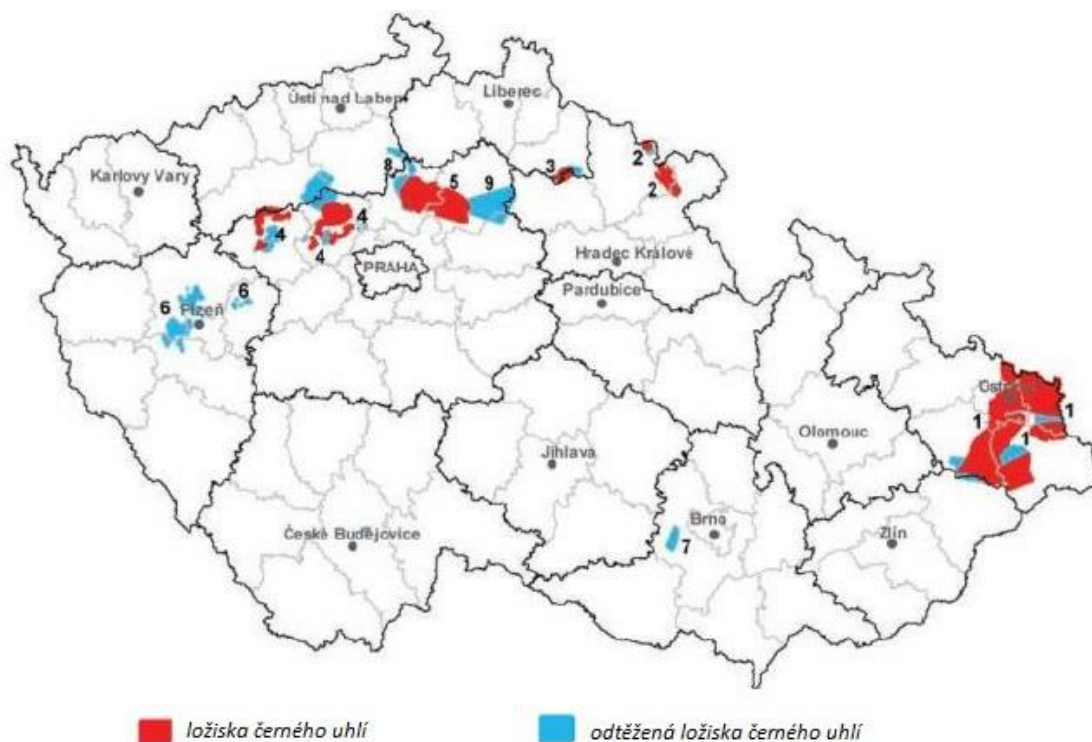 Ústí nad Labem
Liberec
2
8
3
Karlovy Vary
5
9
2
4
4
4
Hradec Králové
PRAHA
6
6
Pardubice
Plzeň
1
1
Olomouc
1
Jihlava
Brno
Zlín
České Budějovice
7
ložiska černého uhlí
odtěžená ložiska černého uhlí